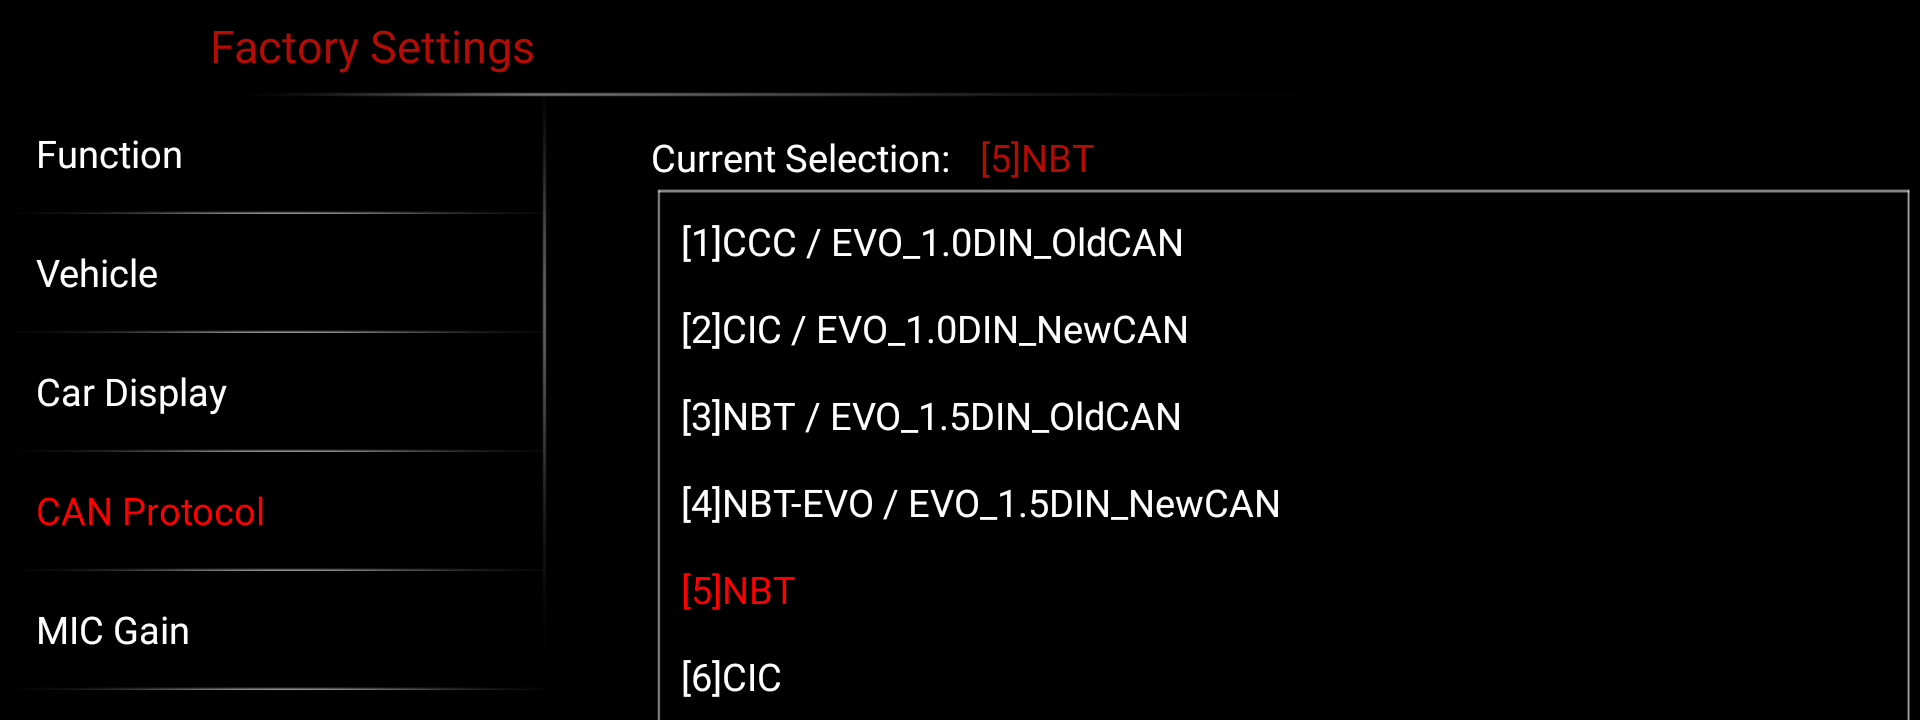 Factory Settings
Function
Vehicle
Car Display
CAN Protocol
MIC Gain
Current Selection: [5]NBT
[1]CCC / EVO_1.0DIN_OldCAN
[2]CIC / EVO_1.0DIN_NewCAN
[3]NBT / EVO_1.5DIN_OldCAN
[4]NBT-EVO / EVO_1.5DIN_NewCAN
[5]NBT
[6]CIC